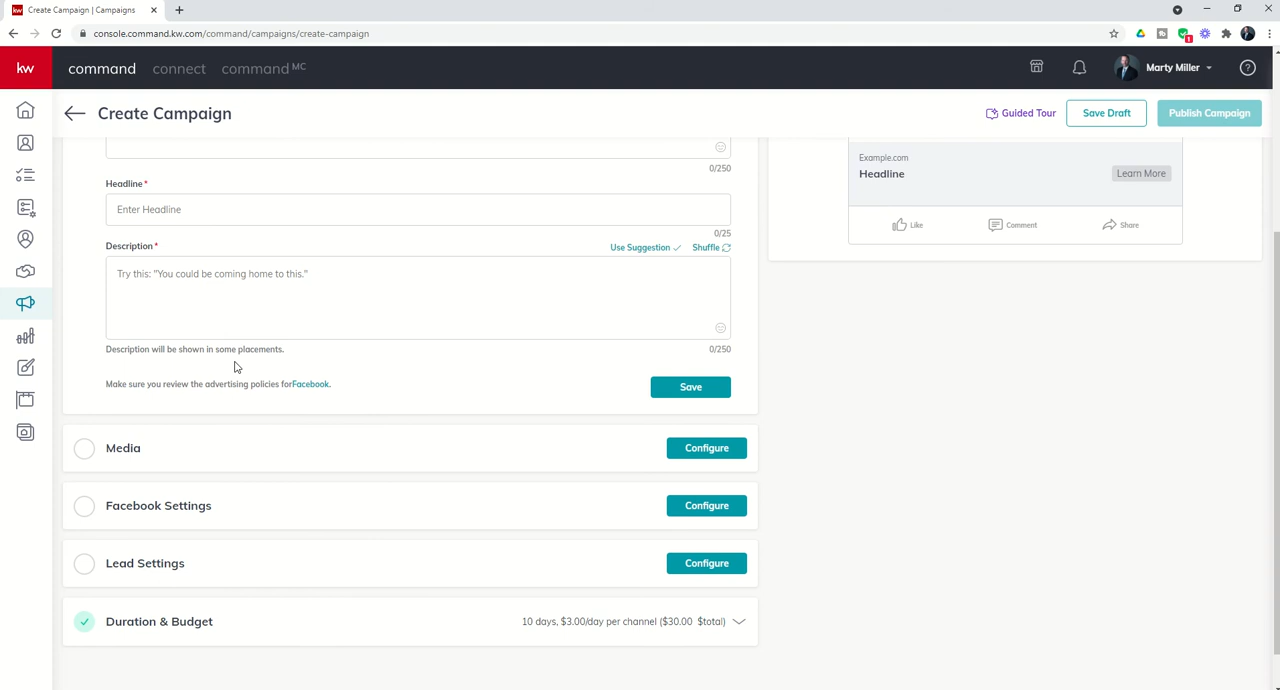 Create Campaign | Campaigns
console.command.kw.com/command/campaigns/create-campaign
1
kw
command
connect
command MC
Marty Miller
Create Campaign
Guided Tour
Save Draft
Publish Campaign
0/250
Headline*
Enter Headline
0/25
Description*
Use Suggestion
Shuffle
Try this: "You could be coming home to this."
Description will be shown in some placements.
0/250
Make sure you review the advertising policies forFacebook.
Save
Media
Configure
Facebook Settings
Configure
Lead Settings
Configure
Duration & Budget
10 days, $3.00/day per channel ($30.00 $total)
Example.com
Headline
Learn More
Like
Comment
Share